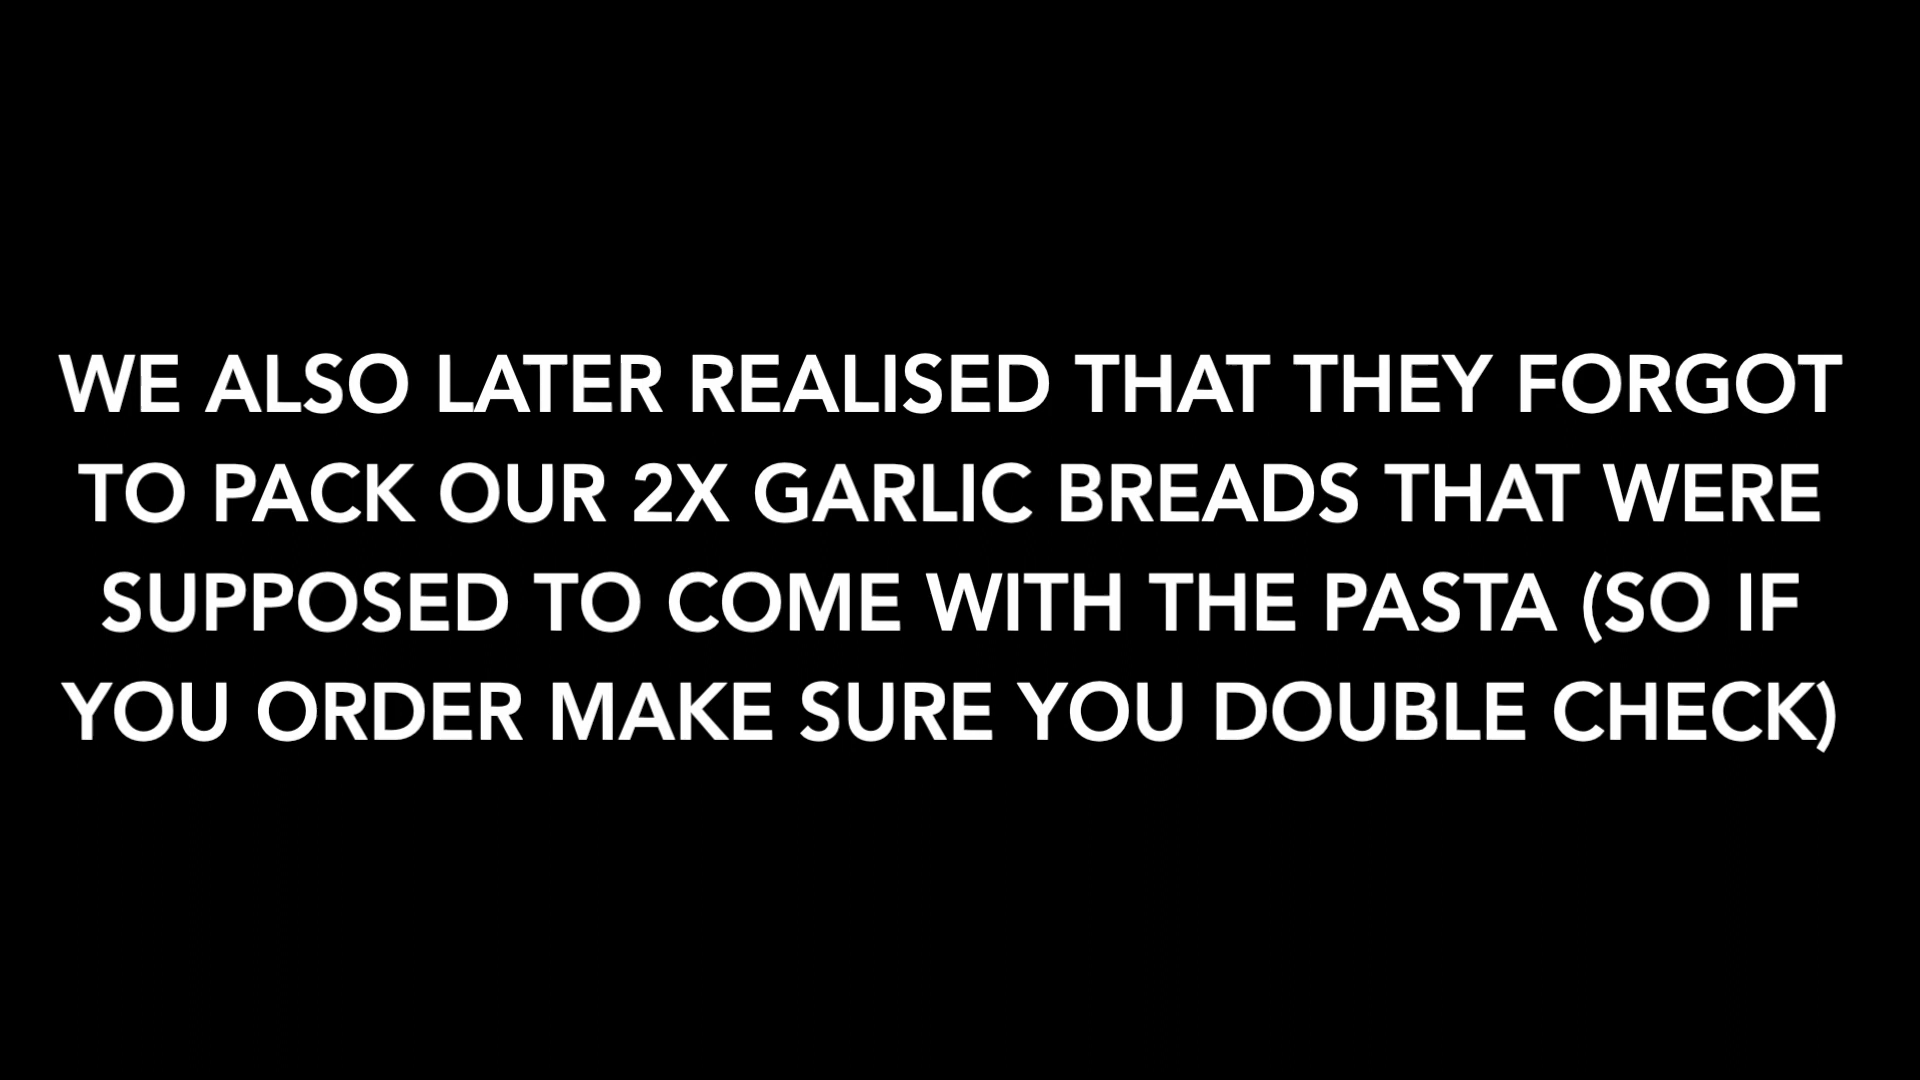 WE ALSO LATER REALISED THAT THEY FORGOT
TO PACK OUR 2X GARLIC BREADS THAT WERE
SUPPOSED TO COME WITH THE PASTA (SO IF
YOU ORDER MAKE SURE YOU DOUBLE CHECK)